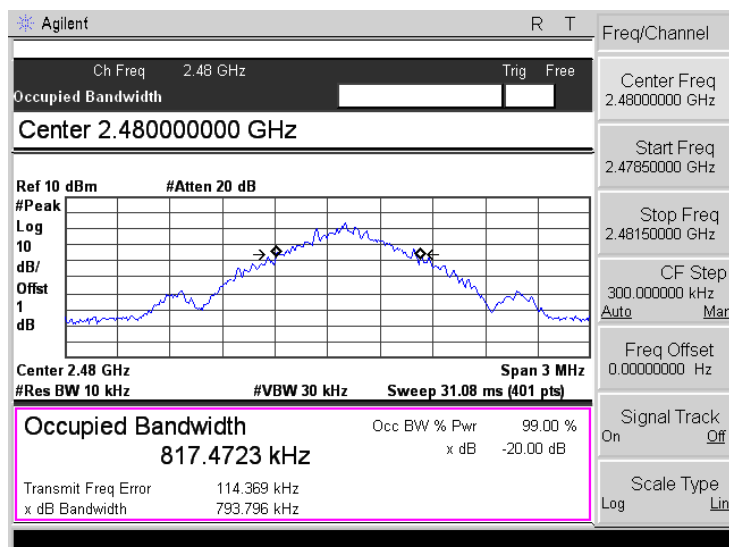 Agilent R T
Ch Freq 2.48 GHz Trig Free
Occupied Bandwidth
Center 2.480000000 GHz
Ref 10 dBm #Atten 20 dB
#Peak
Log
10
dB/
Offst
1
dB
Center 2.48 GHz Span 3 MHz
#Res BW 10 kHz #VBW 30 kHz Sweep 31.08 ms (401 pts)
Occupied Bandwidth Occ BW % Pwr 99.00 %
817.4723 kHz x dB -20.00 dB
Transmit Freq Error 114.369 kHz
x dB Bandwidth 793.796 kHz
Freq/Channel
Center Freq
2.48000000 GHz
Start Freq
2.47850000 GHz
Stop Freq
2.48150000 GHz
CF Step
300.000000 kHz
Auto Man
Freq Offset
0.00000000 Hz
Signal Track
On Off
Scale Type
Log Lin